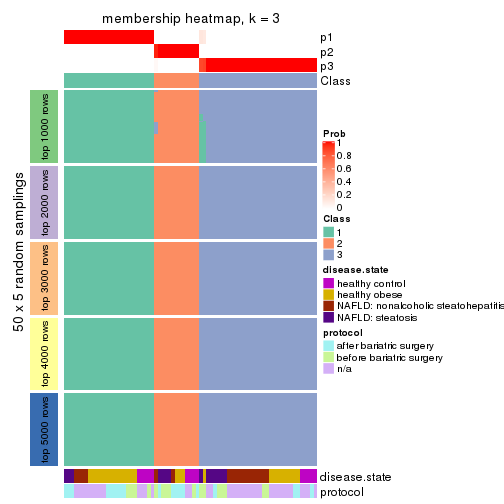 membership heatmap, k = 3
p1
p2
p3
Class
50 x 5 random samplings
top 1000 rows
top 2000 rows
top 3000 rows
top 4000 rows
top 5000 rows
disease.state
protocol
Prob
1
0.8
0.6
0.4
0.2
0
Class
1
2
3
disease.state
healthy control
healthy obese
NAFLD: nonalcoholic steatohepatitis
NAFLD: steatosis
protocol
after bariatric surgery
before bariatric surgery
n/a